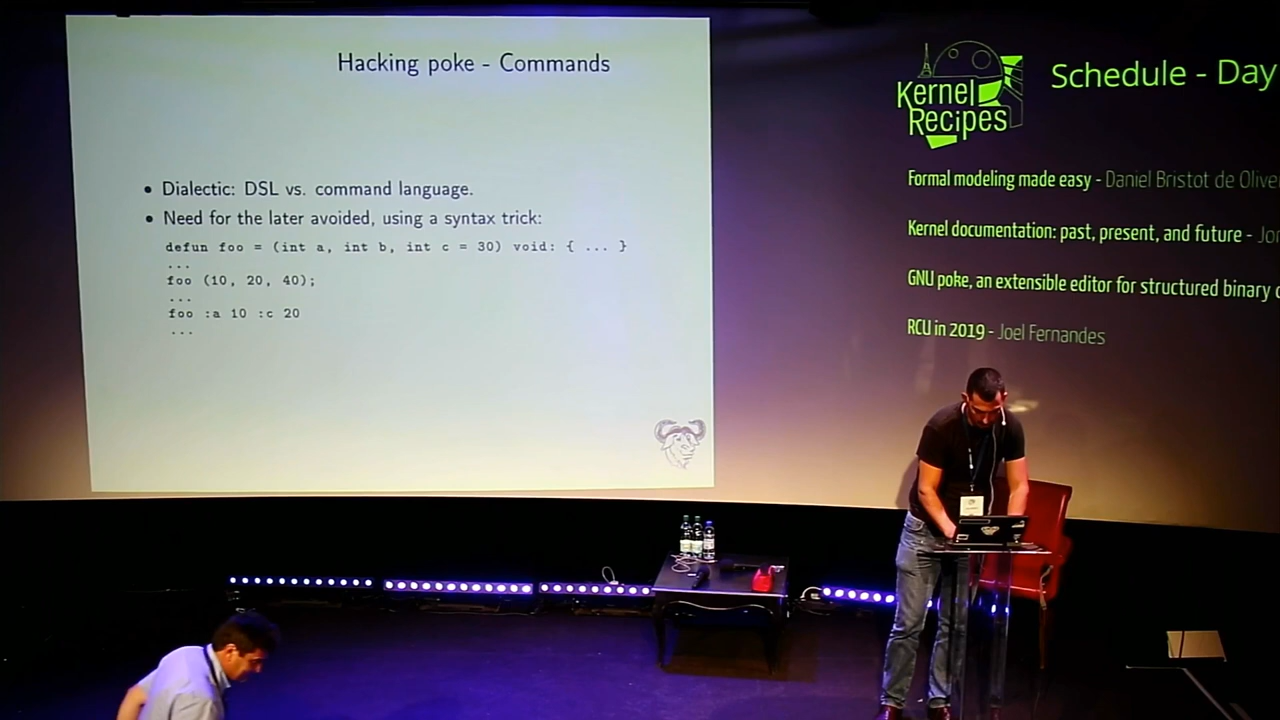 Hacking poke - Commands
• Dialectic: DSL vs. command language.
• Need for the later avoided, using a syntax trick:
defun foo = (int a, int b, int c = 30) void: { ... }
...
foo (10, 20, 40);
...
foo :a 10 :c 20
...
Kernel
Recipes
Schedule - Day
Formal modeling made easy - Daniel Bristot de Olive
Kernel documentation: past, present, and future - Jo
GNU poke, an extensible editor for structured binary
RCU in 2019 - Joel Fernandes